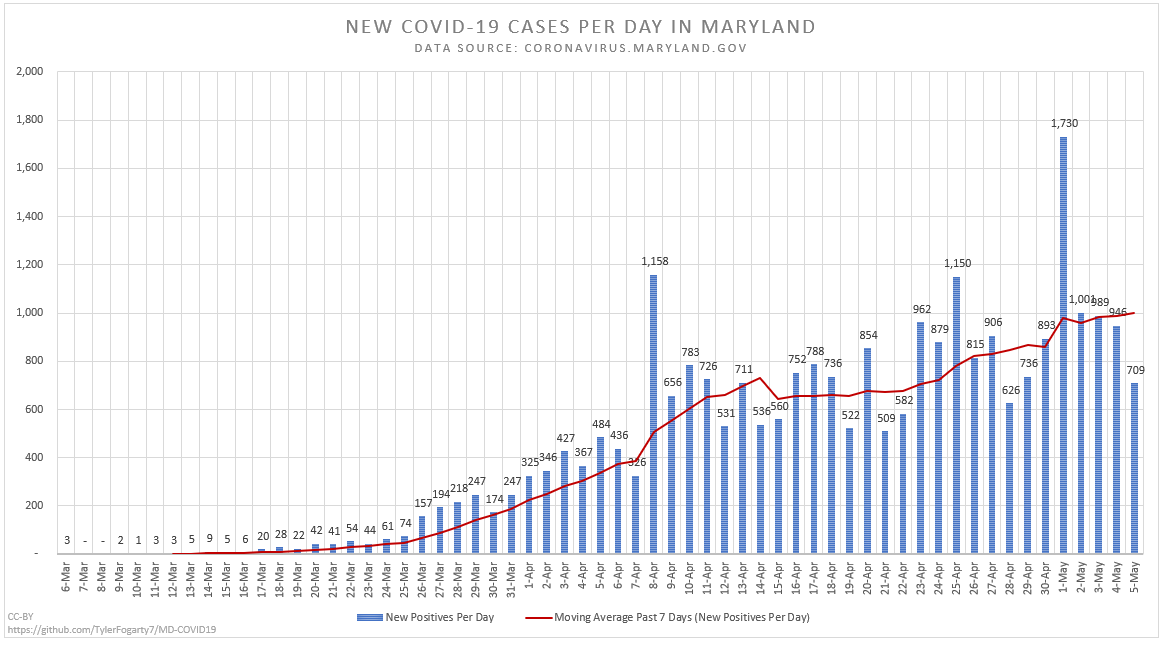 NEW COVID-19 CASES PER DAY IN MARYLAND
DATA SOURCE: CORONAVIRUS.MARYLAND.GOV
2,000
1,800
1,600
1,400
1,200
1,000
800
600
400
200
-
3 - - 2 1 3 3 5 9 5 6 20 28 22 42 41 54 44 61 74 157 194 218 247 174 247 325 346 427 367 484 436 326 1,158 656 783 726 531 711 536 560 752 788 736 522 854 509 582 962 879 1,150 815 906 626 736 893 1,730 1,001 989 946 709
6-Mar 7-Mar 8-Mar 9-Mar 10-Mar 11-Mar 12-Mar 13-Mar 14-Mar 15-Mar 16-Mar 17-Mar 18-Mar 19-Mar 20-Mar 21-Mar 22-Mar 23-Mar 24-Mar 25-Mar 26-Mar 27-Mar 28-Mar 29-Mar 30-Mar 31-Mar 1-Apr 2-Apr 3-Apr 4-Apr 5-Apr 6-Apr 7-Apr 8-Apr 9-Apr 10-Apr 11-Apr 12-Apr 13-Apr 14-Apr 15-Apr 16-Apr 17-Apr 18-Apr 19-Apr 20-Apr 21-Apr 22-Apr 23-Apr 24-Apr 25-Apr 26-Apr 27-Apr 28-Apr 29-Apr 30-Apr 1-May 2-May 3-May 4-May 5-May
New Positives Per Day
Moving Average Past 7 Days (New Positives Per Day)
CC-BY
https://github.com/TylerFogarty7/MD-COVID19